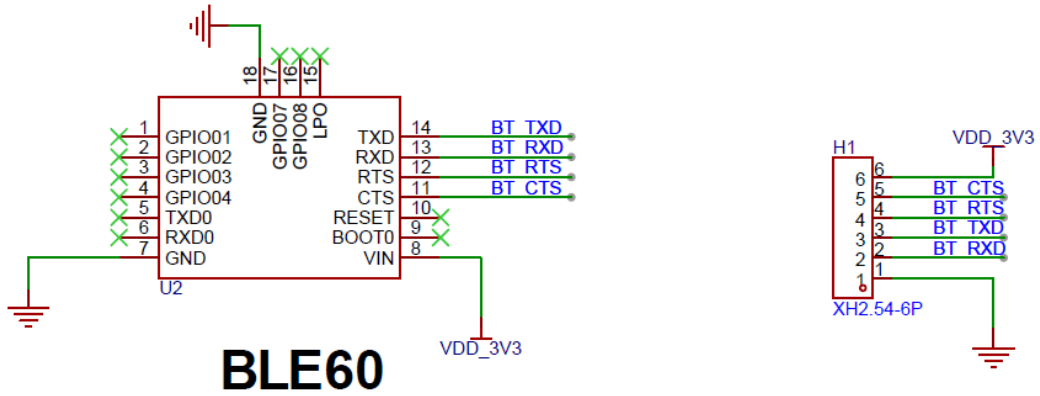 18
17
16
15
GND
GPIO07
GPIO08
LPO
1 GPIO01 TXD 14 BT_TXD
2 GPIO02 RXD 13 BT_RXD
3 GPIO03 RTS 12 BT_RTS
4 GPIO04 CTS 11 BT_CTS
5 TXD0 RESET 10
6 RXD0 BOOT0 9
7 GND VIN 8
U2
VDD_3V3
BLE60
H1
VDD_3V3
6 6
5 5 BT_CTS
4 4 BT_RTS
3 3 BT_TXD
2 2 BT_RXD
1 1
XH2.54-6P